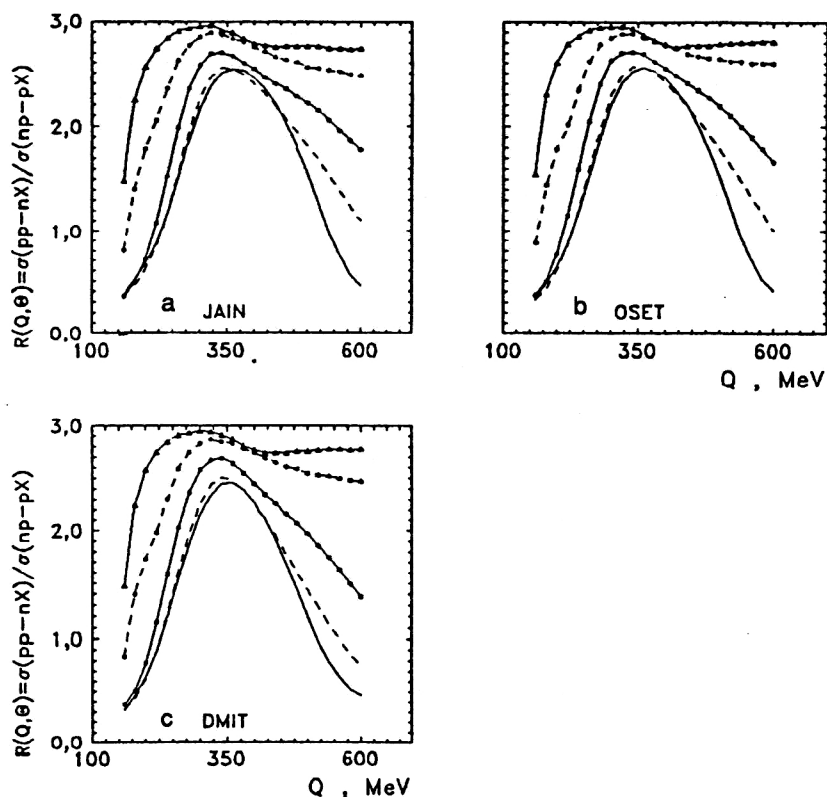 R(Q,Θ)=σ(pp−nX)/σ(np−pX)
3,0
2,0
1,0
0,0
100
350
600
a JAIN
b OSET
100
350
600
Q , MeV
R(Q,Θ)=σ(pp−nX)/σ(np−pX)
3,0
2,0
1,0
0,0
c DMIT
100
350
600
Q , MeV